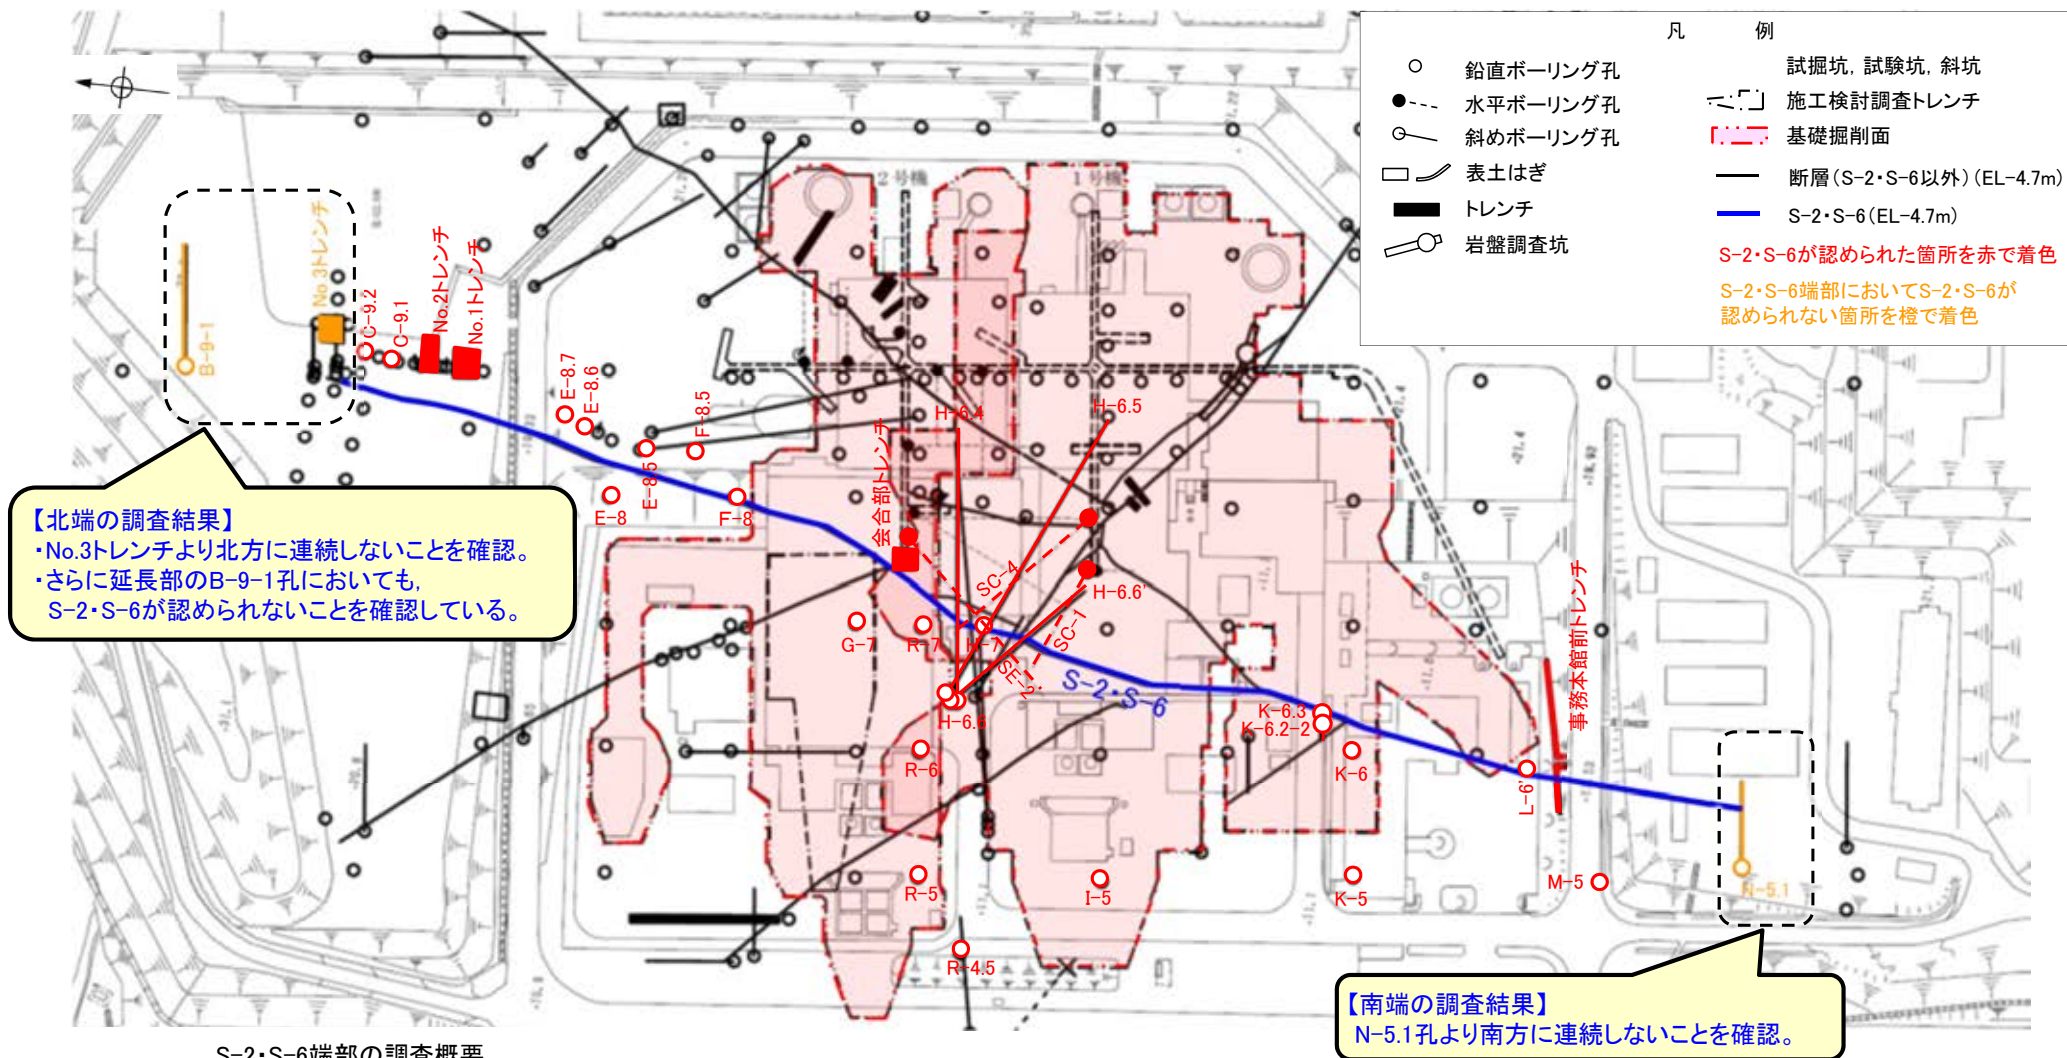 凡　例
鉛直ボーリング孔
水平ボーリング孔
斜めボーリング孔
表土はぎ
トレンチ
岩盤調査坑
試掘坑, 試験坑, 斜坑
施工検討調査トレンチ
基礎掘削面
断層(S-2・S-6以外)(EL-4.7m)
S-2・S-6(EL-4.7m)
S-2・S-6が認められた箇所を赤で着色
S-2・S-6端部においてS-2・S-6が
認められない箇所を橙で着色
2号機
1号機
B-9-1
No.3トレンチ
C-9.2
C-9.1
No.2トレンチ
No.1トレンチ
E-8.7
E-8.6
E-8.5
F-8.5
E-8
F-8
会合部トレンチ
H-6.4
H-6.5
SC-4
H-6.6'
SC-1
SE-2
G-7
R-7
H-7
S-2・S-6
H-6.6
R-6
R-5
R-4.5
I-5
K-6.3
K-6.2-2
K-6
K-5
L-6'
事務本館前トレンチ
M-5
N-5.1
【北端の調査結果】
・No.3トレンチより北方に連続しないことを確認。
・さらに延長部のB-9-1孔においても,
S-2・S-6が認められないことを確認している。
【南端の調査結果】
N-5.1孔より南方に連続しないことを確認。
S-2・S-6端部の調査概要